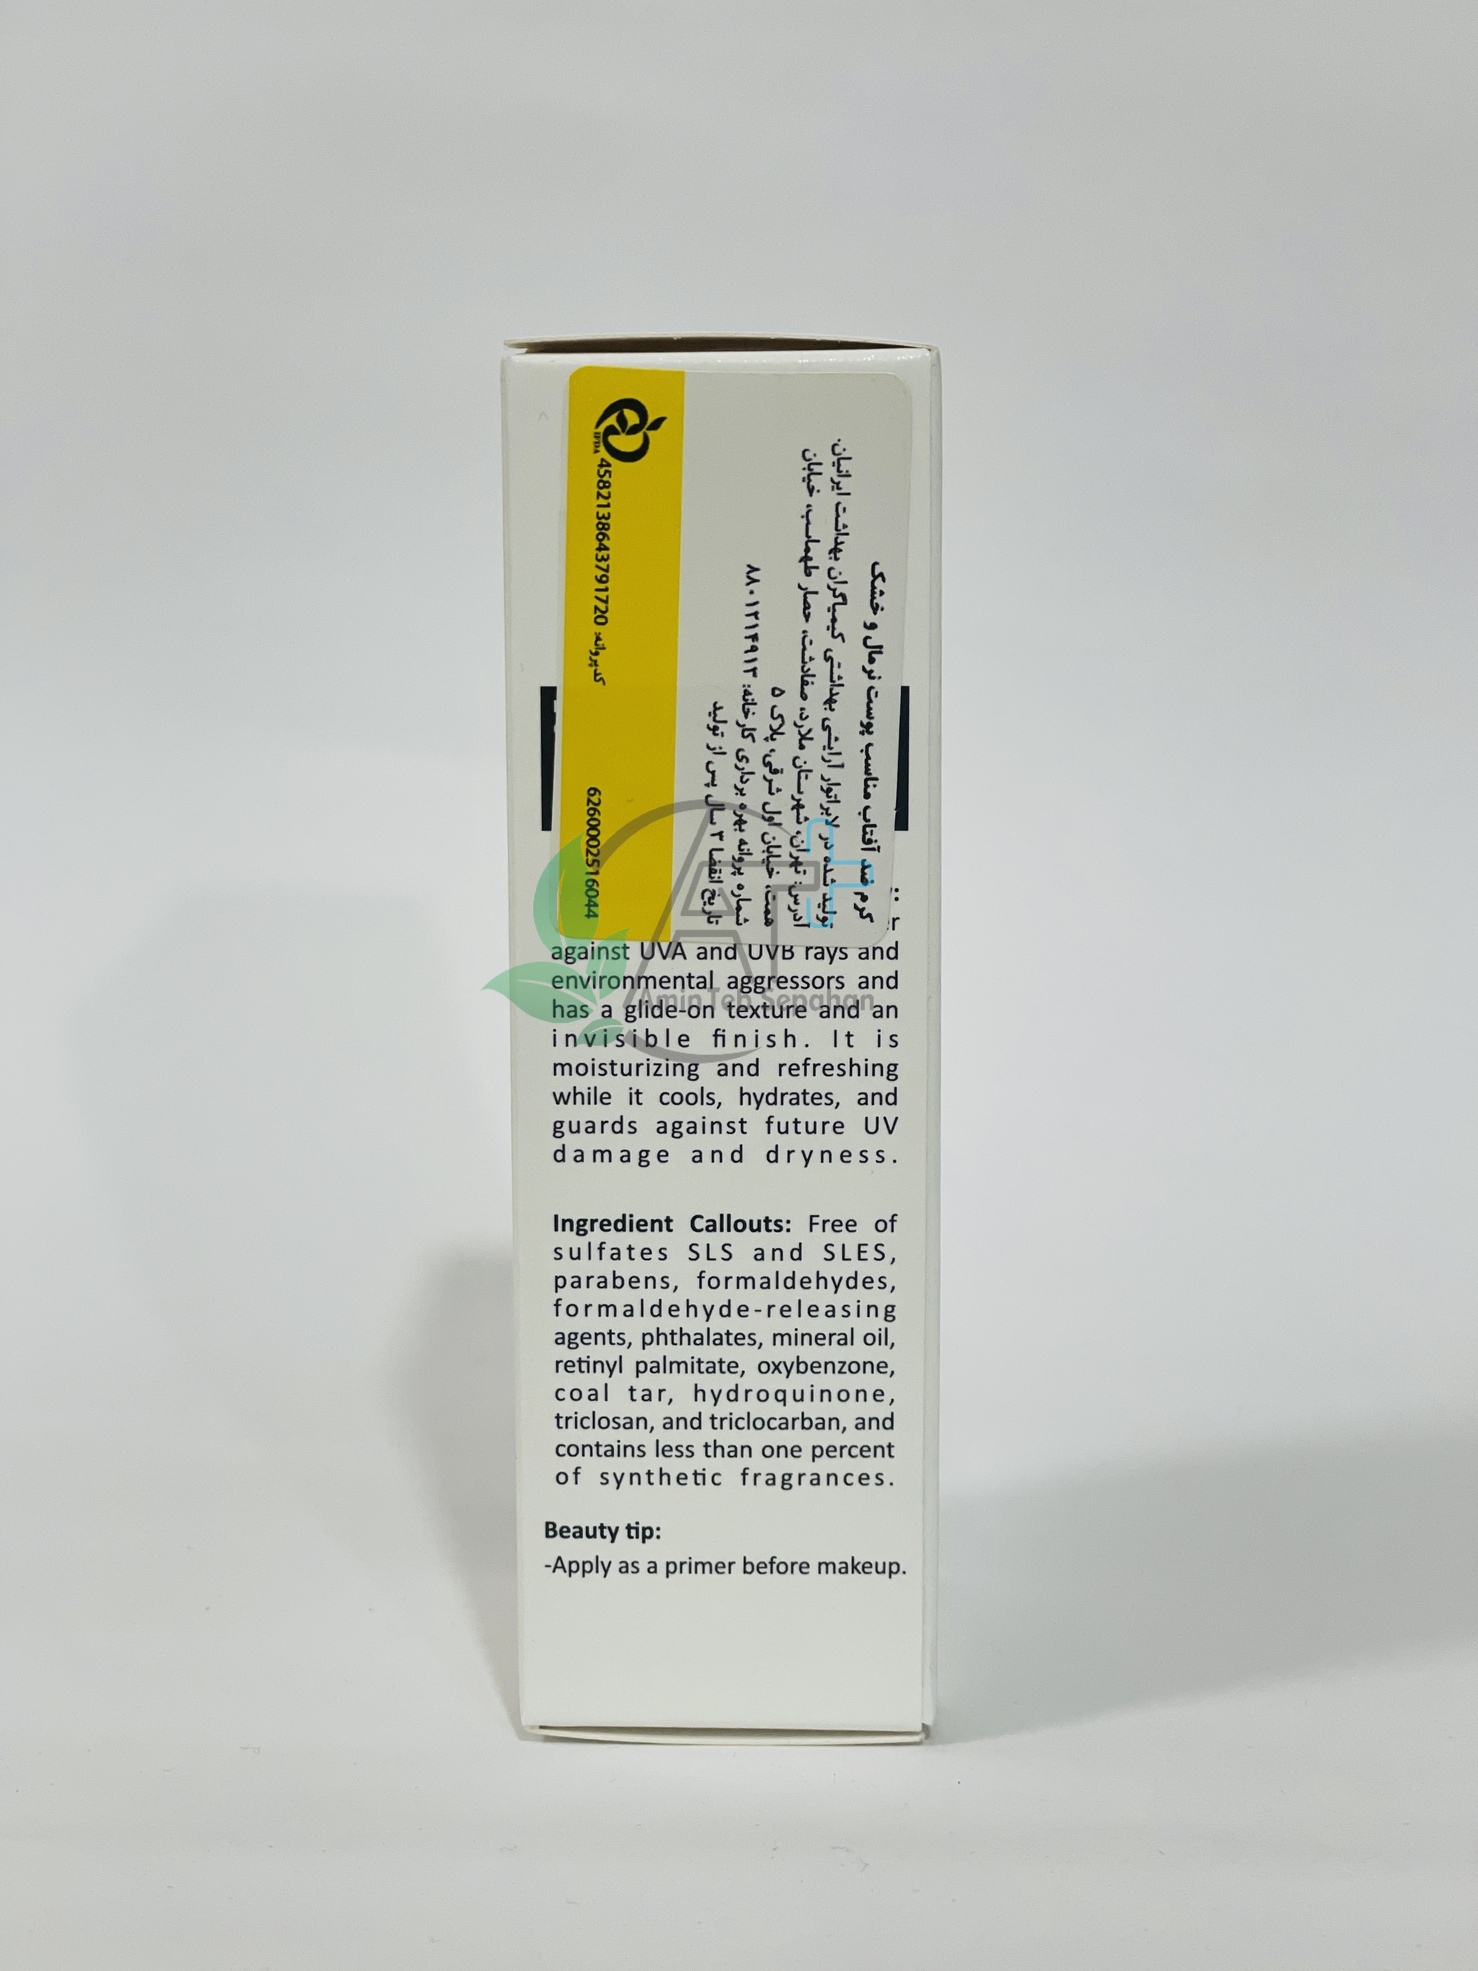 کرم ضد آفتاب مناسب پوست نرمال و خشک
تولید شده در لابراتوار آرایشی بهداشتی کیمیاگران بهداشت ایرانیان.
آدرس: تهران، شهرستان ملارد، صفادشت، حصار طهماسب، خیابان
همت، خیابان اول شرقی، پلاک ۵
شماره پروانه بهره برداری کارخانه: ۸۸۰۱۲۱۴۹۱۳
تاریخ انقضا ۳ سال پس از تولید
IFDA
4582138643791720 کدپروانه:
6260002516044
against UVA and UVB rays and
environmental aggressors and
has a glide-on texture and an
invisible finish. It is
moisturizing and refreshing
while it cools, hydrates, and
guards against future UV
damage and dryness.
Ingredient Callouts: Free of
sulfates SLS and SLES,
parabens, formaldehydes,
formaldehyde-releasing
agents, phthalates, mineral oil,
retinyl palmitate, oxybenzone,
coal tar, hydroquinone,
triclosan, and triclocarban, and
contains less than one percent
of synthetic fragrances.
Beauty tip:
-Apply as a primer before makeup.
AT
Amin Teb Sepahan